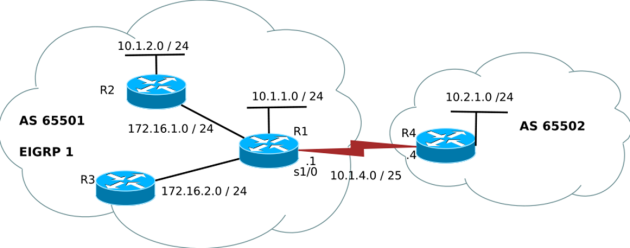 10.1.2.0 / 24
R2
10.1.1.0 / 24
10.2.1.0 /24
AS 65501
172.16.1.0 / 24
R1
R4
AS 65502
EIGRP 1
.1
.4
R3
s1/0
10.1.4.0 / 25
172.16.2.0 / 24